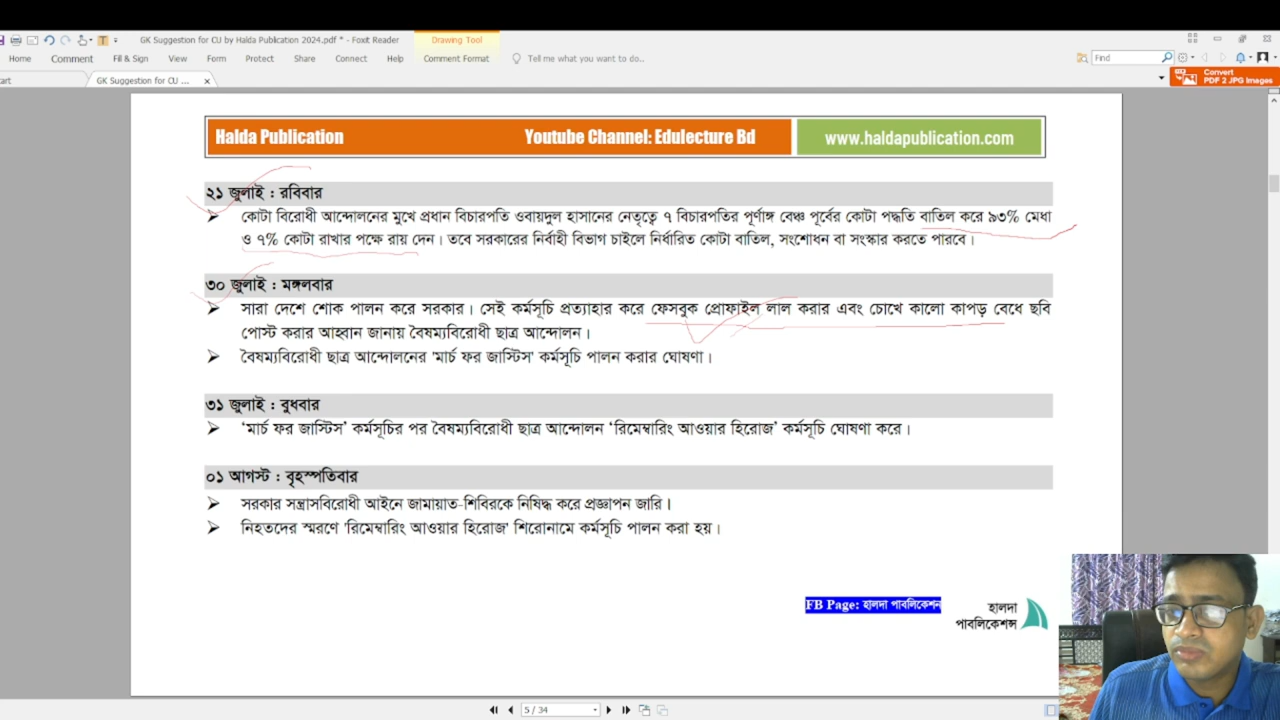 GK Suggestion for CU by Halda Publication 2024.pdf * - Foxit Reader
Drawing Tool
Home Comment Fill & Sign View Form Protect Share Connect Help Comment Format Tell me what you want to do.. Find
art GK Suggestion for CU ... × Convert
PDF 2 JPG Images
Halda Publication Youtube Channel: Edulecture Bd www.haldapublication.com
২১ জুলাই : রবিবার
➢ কোটা বিরোধী আন্দোলনের মুখে প্রধান বিচারপতি ওবায়দুল হাসানের নেতৃত্বে ৭ বিচারপতির পূর্ণাঙ্গ বেঞ্চ পূর্বের কোটা পদ্ধতি বাতিল করে ৯৩% মেধা
ও ৭% কোটা রাখার পক্ষে রায় দেন। তবে সরকারের নির্বাহী বিভাগ চাইলে নির্ধারিত কোটা বাতিল, সংশোধন বা সংস্কার করতে পারবে।
৩০ জুলাই : মঙ্গলবার
➢ সারা দেশে শোক পালন করে সরকার। সেই কর্মসূচি প্রত্যাহার করে ফেসবুক প্রোফাইল লাল করার এবং চোখে কালো কাপড় বেধে ছবি
পোস্ট করার আহ্বান জানায় বৈষম্যবিরোধী ছাত্র আন্দোলন।
➢ বৈষম্যবিরোধী ছাত্র আন্দোলনের 'মার্চ ফর জাস্টিস' কর্মসূচি পালন করার ঘোষণা।
৩১ জুলাই : বুধবার
➢ ‘মার্চ ফর জাস্টিস’ কর্মসূচির পর বৈষম্যবিরোধী ছাত্র আন্দোলন ‘রিমেম্বারিং আওয়ার হিরোজ’ কর্মসূচি ঘোষণা করে।
০১ আগস্ট : বৃহস্পতিবার
➢ সরকার সন্ত্রাসবিরোধী আইনে জামায়াত-শিবিরকে নিষিদ্ধ করে প্রজ্ঞাপন জারি।
➢ নিহতদের স্মরণে 'রিমেম্বারিং আওয়ার হিরোজ' শিরোনামে কর্মসূচি পালন করা হয়।
FB Page: হালদা পাবলিকেশন
হালদা
পাবলিকেশন্স
5 / 34